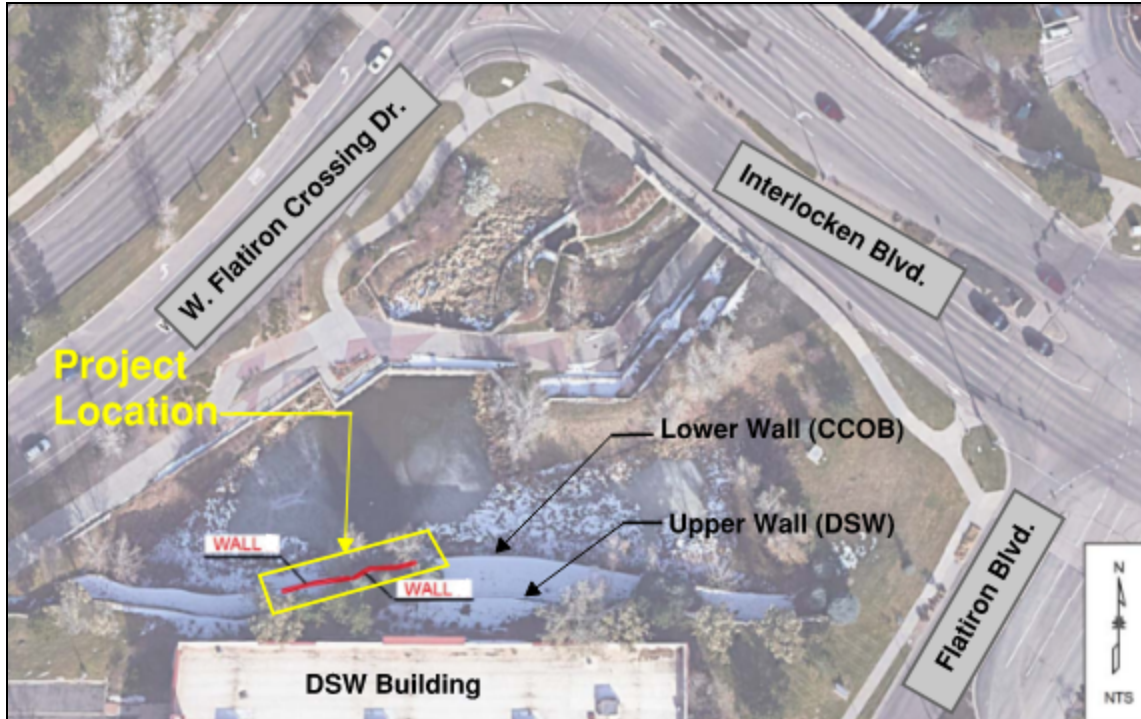 W. Flatiron Crossing Dr.
Interlocken Blvd.
Project
Location
Lower Wall (CCOB)
Upper Wall (DSW)
WALL
WALL
Flatiron Blvd.
DSW Building
N
NTS